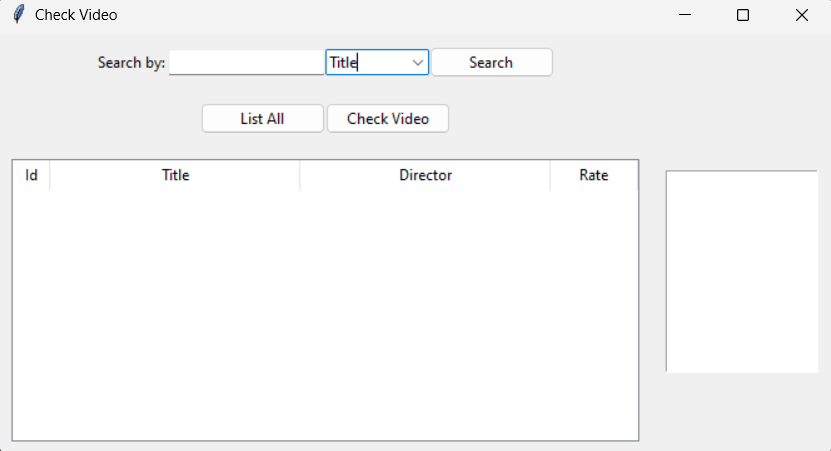 Check Video
Search by: Title Search
List All Check Video
Id Title Director Rate